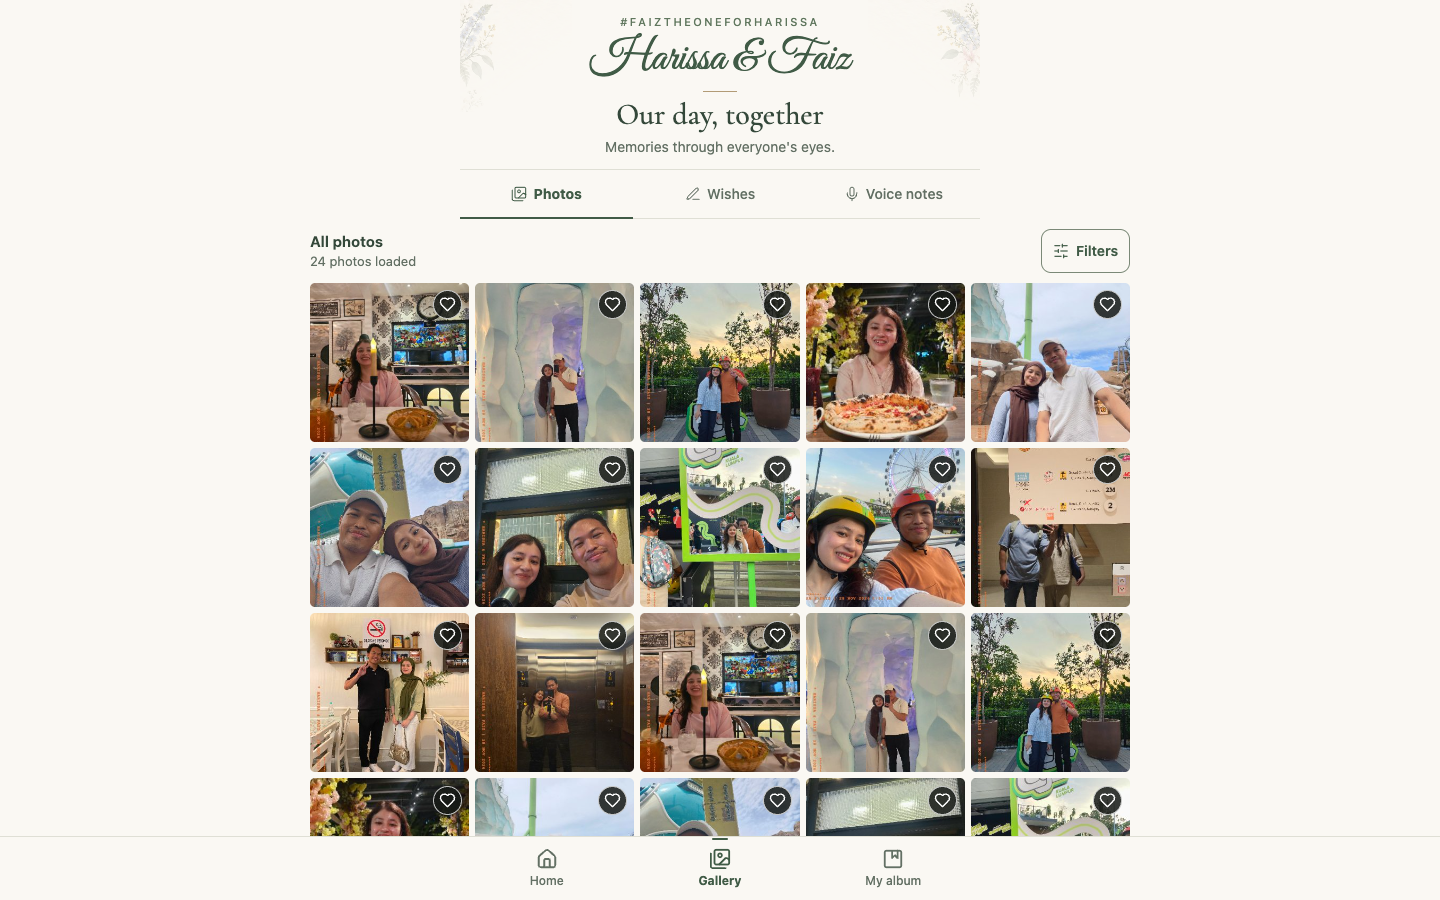 #FAIZTHEONEFORHARISSA
Harissa & Faiz
Our day, together
Memories through everyone's eyes.
Photos
Wishes
Voice notes
All photos
24 photos loaded
Filters
Home
Gallery
My album